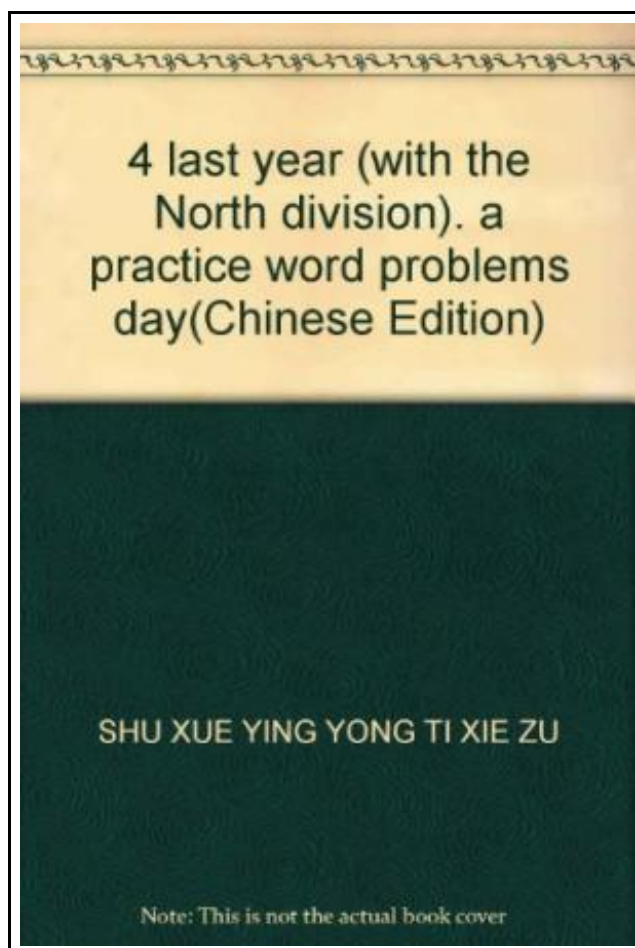 4 last year (with the
North division). a
practice word problems
day(Chinese Edition)
SHU XUE YING YONG TI XIE ZU
Note: This is not the actual book cover